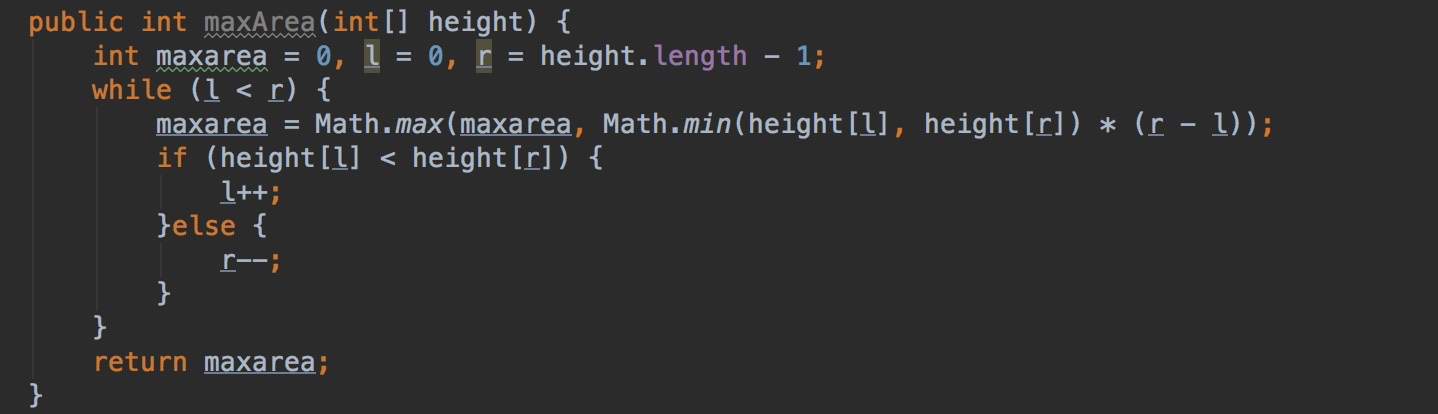 public int maxArea(int[] height) {
    int maxarea = 0, l = 0, r = height.length - 1;
    while (l < r) {
        maxarea = Math.max(maxarea, Math.min(height[l], height[r]) * (r - l));
        if (height[l] < height[r]) {
            l++;
        }else {
            r--;
        }
    }
    return maxarea;
}